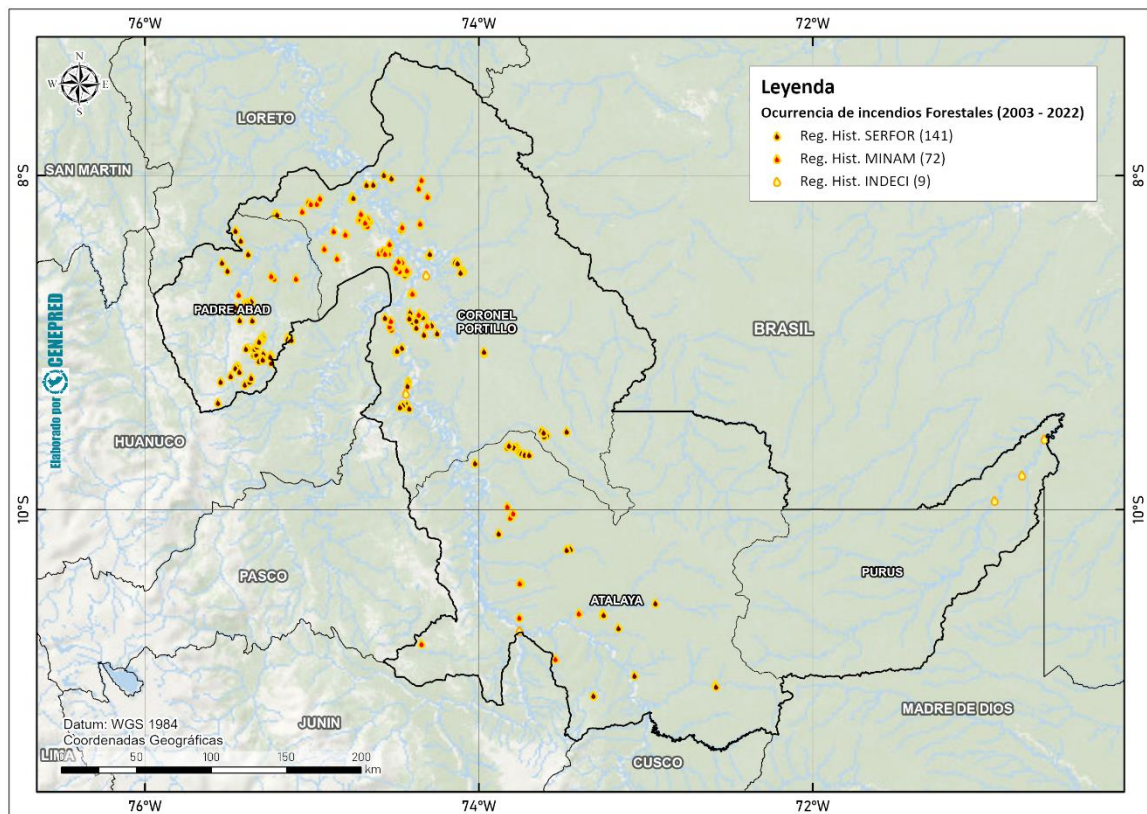 76°W 74°W 72°W
N
W E
S
Leyenda
Ocurrencia de incendios Forestales (2003 - 2022)
Reg. Hist. SERFOR (141)
Reg. Hist. MINAM (72)
Reg. Hist. INDECI (9)
LORETO
SAN MARTIN
8°S 8°S
PADRE ABAD
CORONEL
PORTILLO
BRASIL
Elaborado por CENEPRED
HUANUCO
10°S 10°S
PASCO
PURUS
ATALAYA
MADRE DE DIOS
JUNIN
Datum: WGS 1984
Coordenadas Geográficas
LIMA
CUSCO
0 50 100 150 200
km
76°W 74°W 72°W